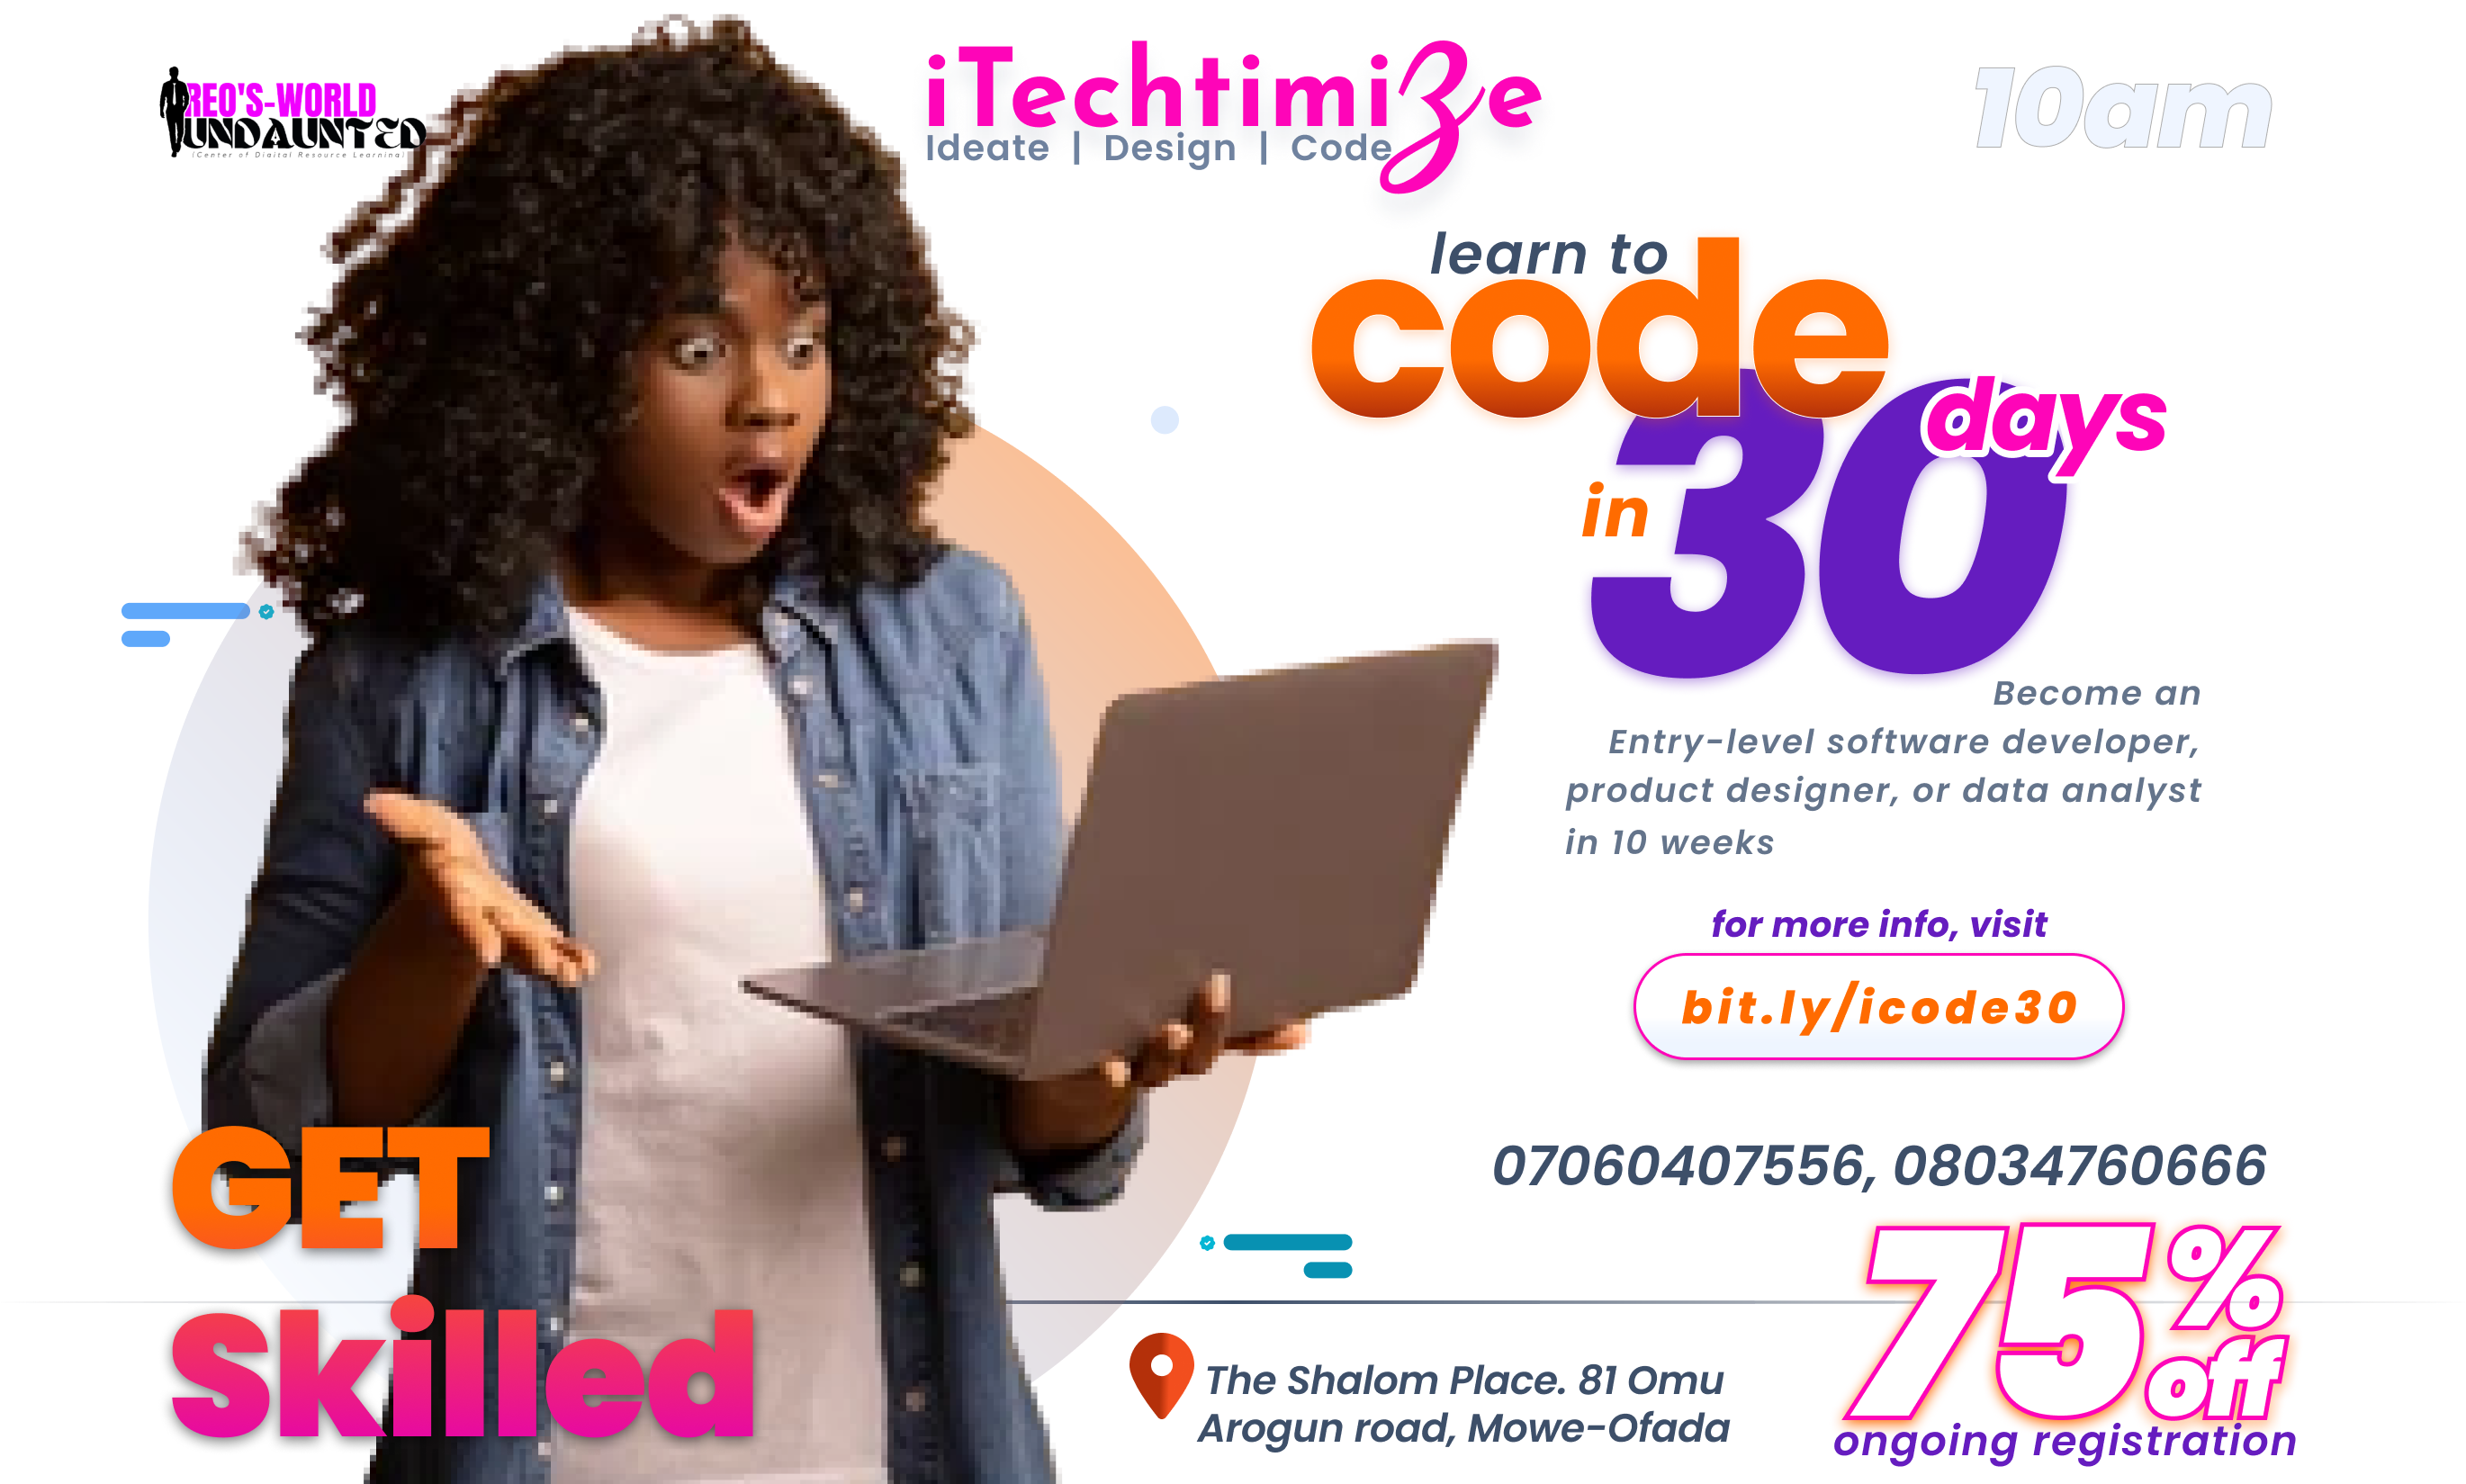 REO'S-WORLD
UNDAUNTED
(Center of Digital Resource Learning)
iTechtimize
Ideate | Design | Code
10am
learn to
code
in 30 days
Become an
Entry-level software developer,
product designer, or data analyst
in 10 weeks
for more info, visit
bit.ly/icode30
07060407556, 08034760666
GET
Skilled
The Shalom Place. 81 Omu
Arogun road, Mowe-Ofada
75%
off
ongoing registration